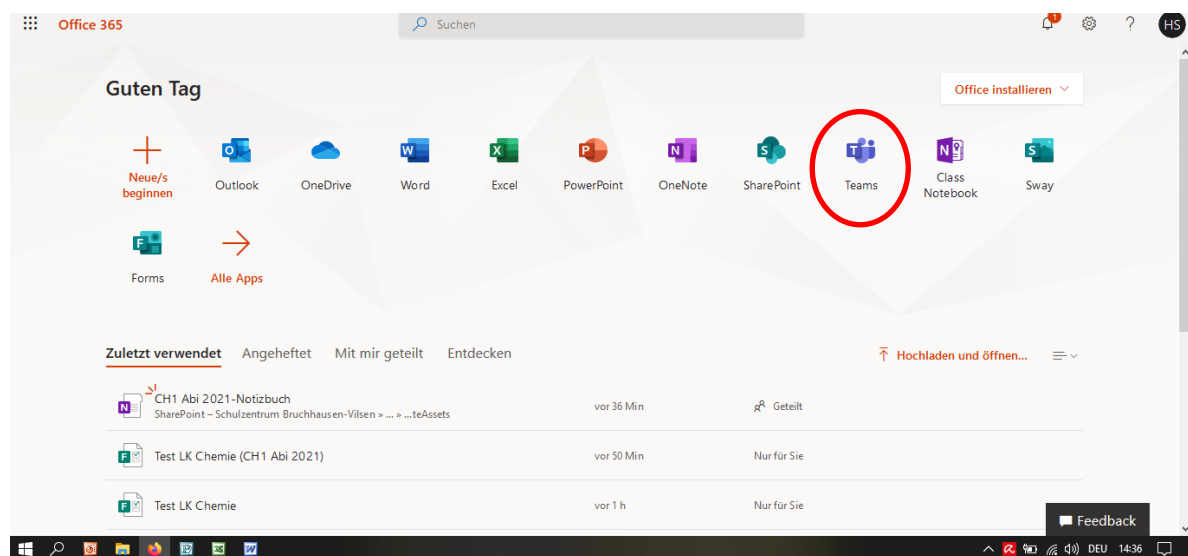 Office 365
Suchen
1
?
HS
Guten Tag
Office installieren
Neue/s beginnen
Outlook
OneDrive
Word
Excel
PowerPoint
OneNote
SharePoint
Teams
Class Notebook
Sway
Forms
Alle Apps
Zuletzt verwendet Angeheftet Mit mir geteilt Entdecken
Hochladen und öffnen...
CH1 Abi 2021-Notizbuch
SharePoint – Schulzentrum Bruchhausen-Vilsen » ... » ...teAssets
vor 36 Min
Geteilt
Test LK Chemie (CH1 Abi 2021)
vor 50 Min
Nur für Sie
Test LK Chemie
vor 1 h
Nur für Sie
Feedback
DEU 14:36